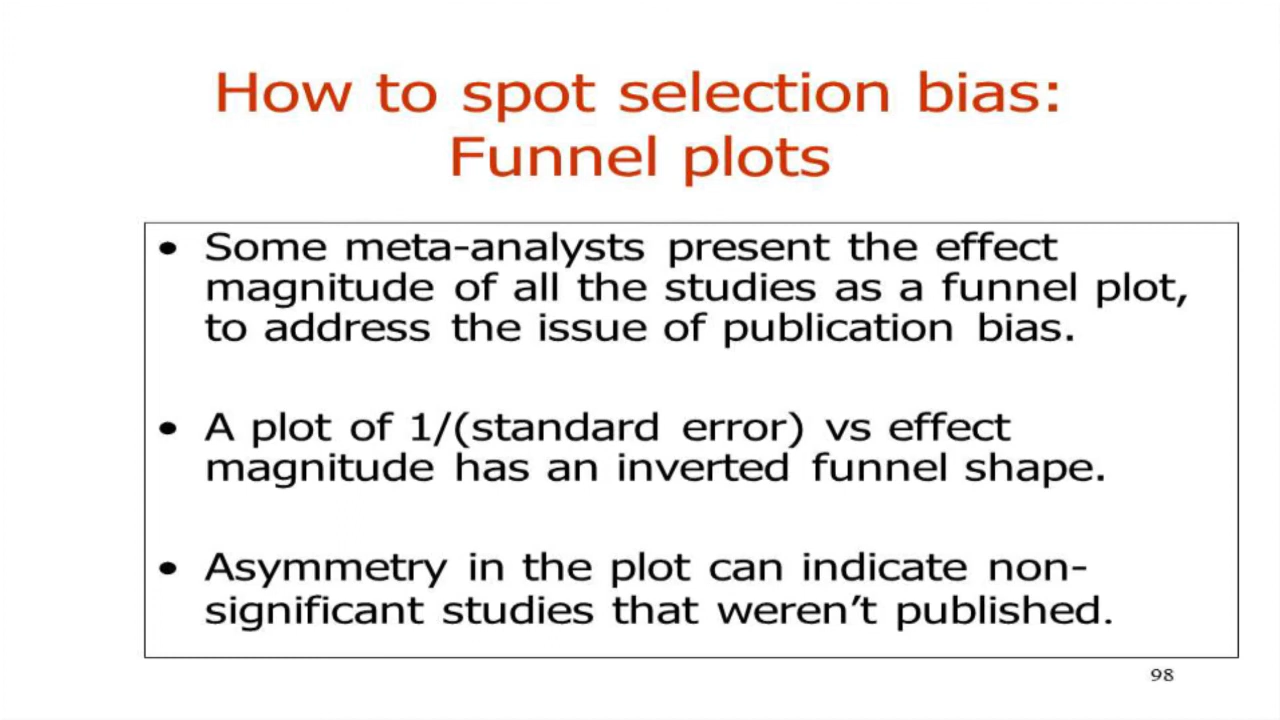 How to spot selection bias:
Funnel plots
• Some meta-analysts present the effect
magnitude of all the studies as a funnel plot,
to address the issue of publication bias.
• A plot of 1/(standard error) vs effect
magnitude has an inverted funnel shape.
• Asymmetry in the plot can indicate non-
significant studies that weren’t published.
98